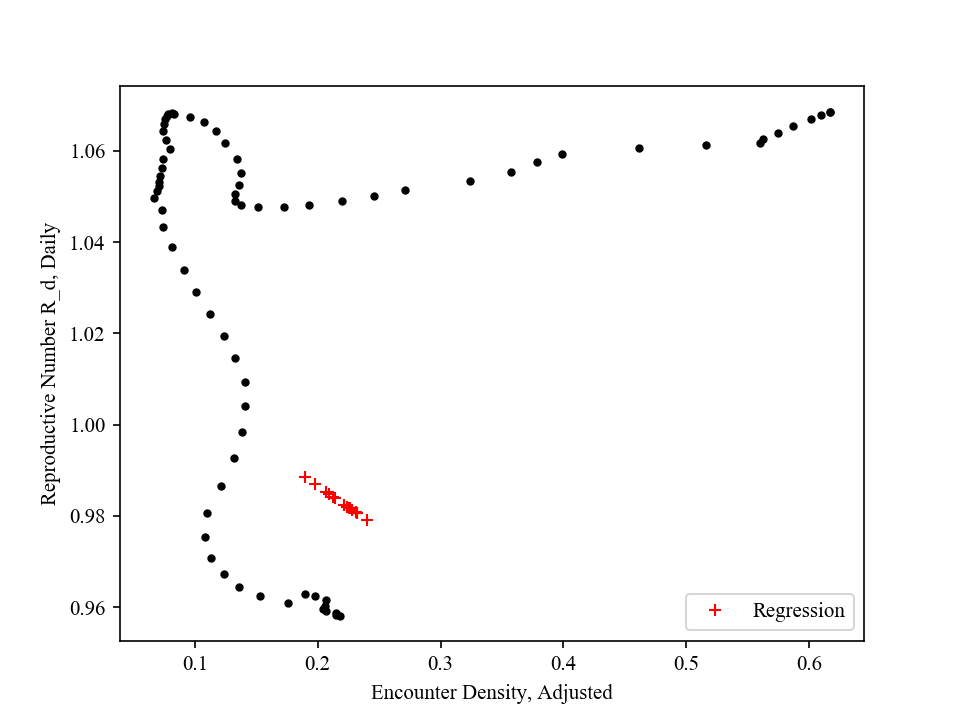 1.06
1.04
1.02
1.00
0.98
0.96
Reproductive Number R_d, Daily
Regression
0.1 0.2 0.3 0.4 0.5 0.6
Encounter Density, Adjusted